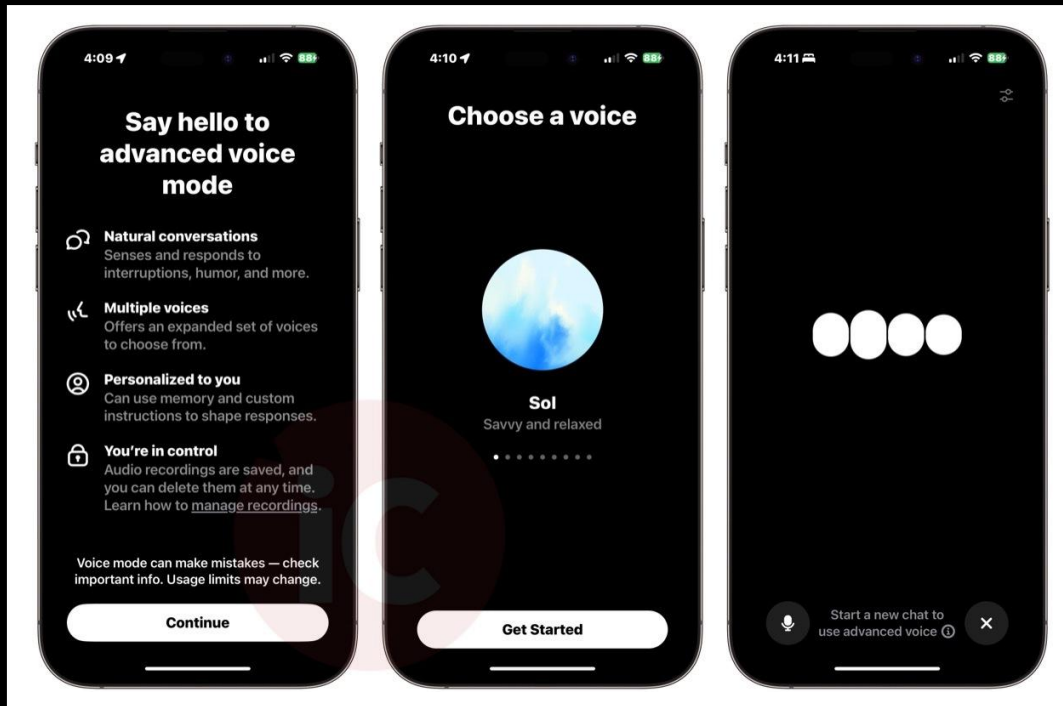 4:09
88
Say hello to
advanced voice
mode
Natural conversations
Senses and responds to
interruptions, humor, and more.
Multiple voices
Offers an expanded set of voices
to choose from.
Personalized to you
Can use memory and custom
instructions to shape responses.
You're in control
Audio recordings are saved, and
you can delete them at any time.
Learn how to manage recordings.
Voice mode can make mistakes — check
important info. Usage limits may change.
Continue
4:10
88
Choose a voice
Sol
Savvy and relaxed
Get Started
4:11
88
Start a new chat to
use advanced voice
iC